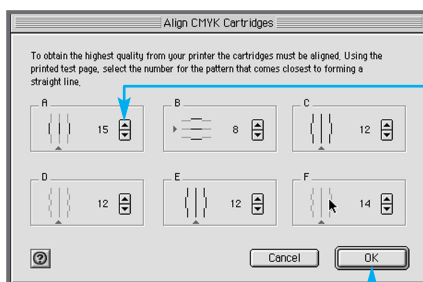 Align CMYK Cartridges
To obtain the highest quality from your printer the cartridges must be aligned. Using the
printed test page, select the number for the pattern that comes closest to forming a
straight line.
A B C
15 8 12
D E F
12 12 14
? Cancel OK